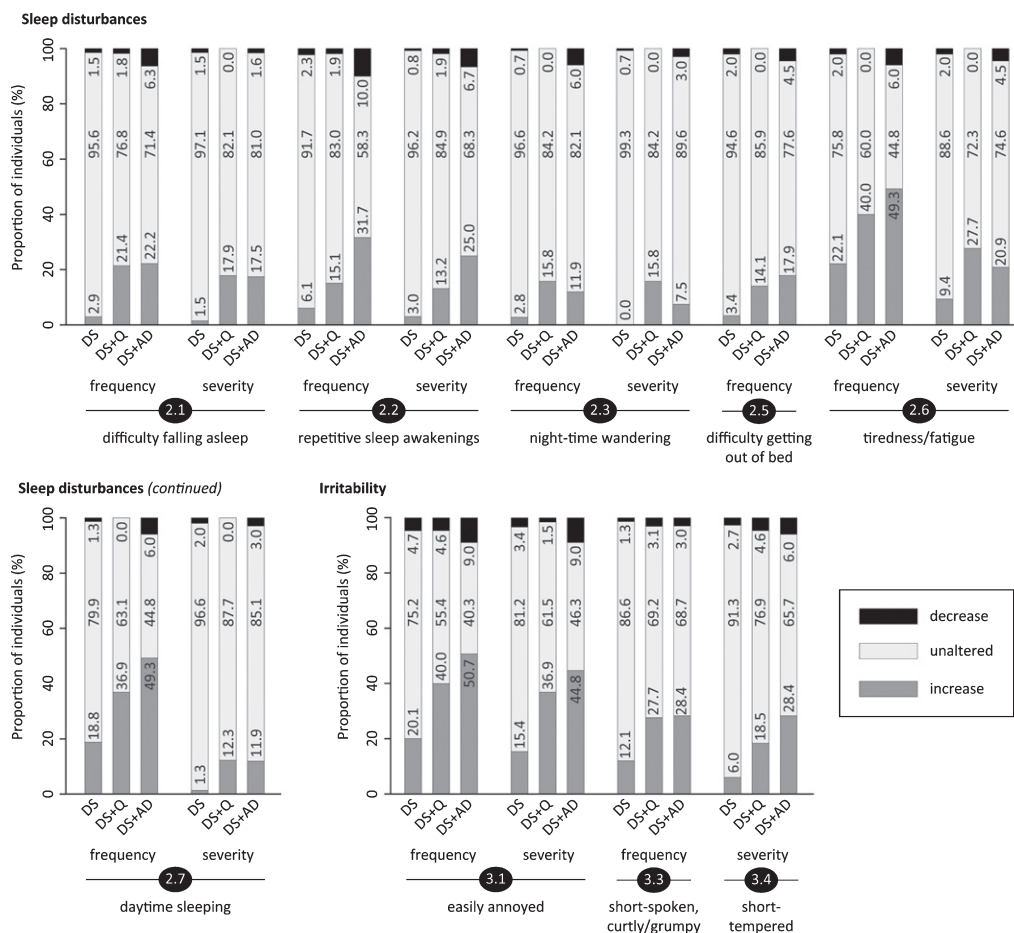 Sleep disturbances
Proportion of individuals (%)
100
80
60
40
20
0
1.5 1.8 6.3 1.5 0.0 1.6 2.3 1.9 10.0 0.8 1.9 6.7 0.7 0.0 6.0 0.7 0.0 3.0 2.0 0.0 4.5 2.0 0.0 6.0 2.0 0.0 4.5
95.6 76.8 71.4 97.1 82.1 81.0 91.7 83.0 58.3 96.2 84.9 68.3 96.6 84.2 82.1 99.3 84.2 89.6 94.6 85.9 77.6 75.8 60.0 44.8 88.6 72.3 74.6
2.9 21.4 22.2 1.5 17.9 17.5 6.1 15.1 31.7 3.0 13.2 25.0 2.8 15.8 11.9 0.0 15.8 7.5 3.4 14.1 17.9 22.1 40.0 49.3 9.4 27.7 20.9
DS DS+Q DS+AD DS DS+Q DS+AD DS DS+Q DS+AD DS DS+Q DS+AD DS DS+Q DS+AD DS DS+Q DS+AD DS DS+Q DS+AD DS DS+Q DS+AD DS DS+Q DS+AD
frequency severity frequency severity frequency severity frequency frequency severity
2.1 2.2 2.3 2.5 2.6
difficulty falling asleep repetitive sleep awakenings night-time wandering difficulty getting tiredness/fatigue
out of bed
Sleep disturbances (continued)
Proportion of individuals (%)
100
80
60
40
20
0
1.3 0.0 6.0 2.0 0.0 3.0
79.9 63.1 44.8 96.6 87.7 85.1
18.8 36.9 49.3 1.3 12.3 11.9
DS DS+Q DS+AD DS DS+Q DS+AD
frequency severity
2.7
daytime sleeping
Irritability
Proportion of individuals (%)
100
80
60
40
20
0
4.7 4.6 9.0 3.4 1.5 9.0 1.3 3.1 3.0 2.7 4.6 6.0
75.2 55.4 40.3 81.2 61.5 46.3 86.6 69.2 68.7 91.3 76.9 65.7
20.1 40.0 50.7 15.4 36.9 44.8 12.1 27.7 28.4 6.0 18.5 28.4
DS DS+Q DS+AD DS DS+Q DS+AD DS DS+Q DS+AD DS DS+Q DS+AD
frequency severity frequency severity
3.1 3.3 3.4
easily annoyed short-spoken, short-
curtly/grumpy tempered
decrease
unaltered
increase